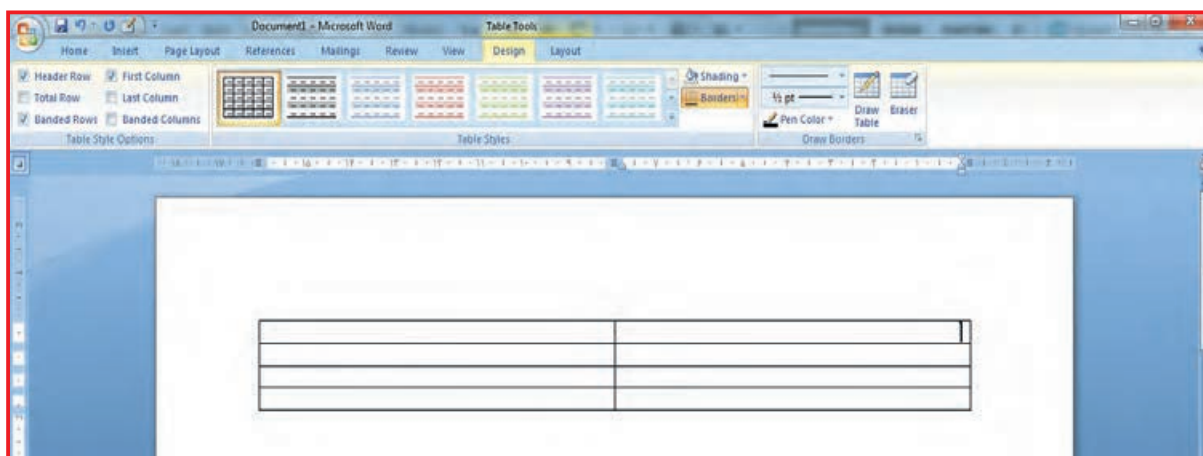 Document1 - Microsoft Word Table Tools
Home Insert Page Layout References Mailings Review View Design Layout
Header Row First Column Shading
Total Row Last Column Borders ½ pt
Banded Rows Banded Columns Pen Color Draw Table Eraser
Table Style Options Table Styles Draw Borders